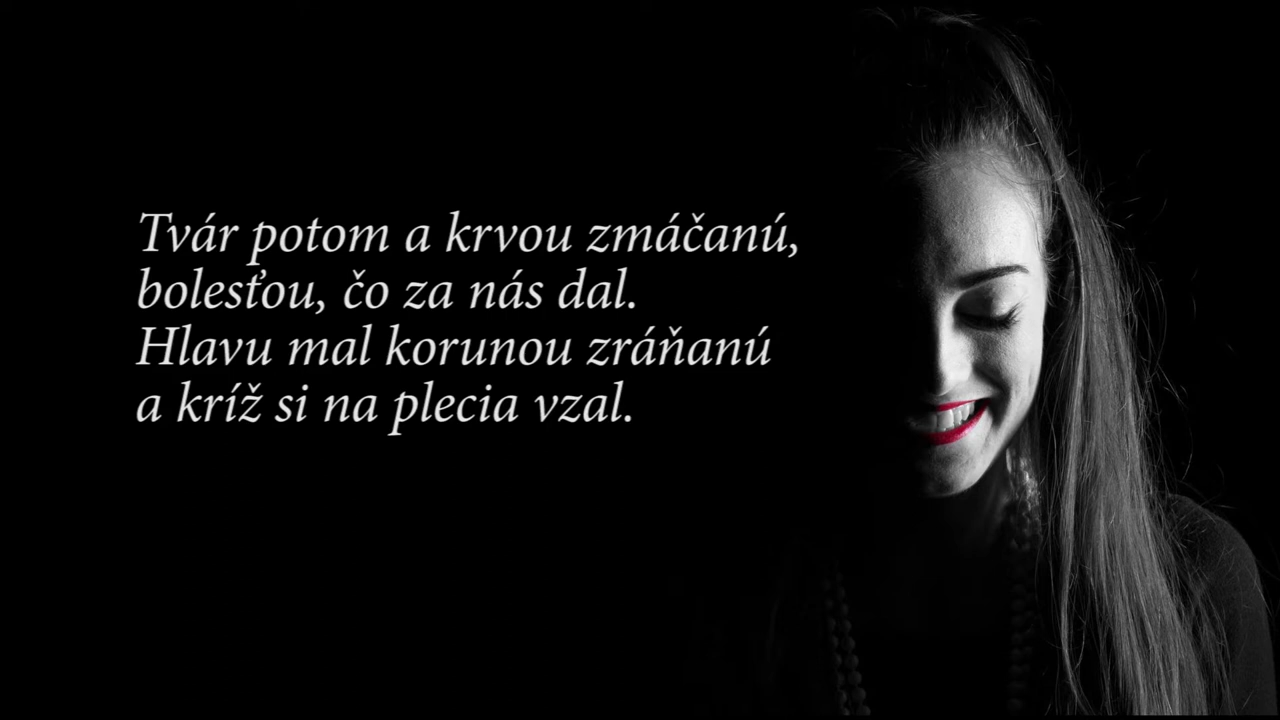 Tvár potom a krvou zmáčanú,
bolesťou, čo za nás dal.
Hlavu mal korunou zráňanú
a kríž si na plecia vzal.